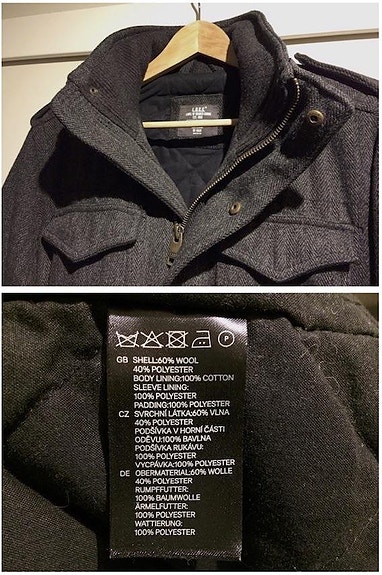 L.O.G.G.
GB SHELL:60% WOOL
40% POLYESTER
BODY LINING:100% COTTON
SLEEVE LINING:
100% POLYESTER
PADDING:100% POLYESTER
CZ SVRCHNÍ LÁTKA:60% VLNA
40% POLYESTER
PODŠÍVKA V HORNÍ ČÁSTI
ODĚVU:100% BAVLNA
PODŠÍVKA RUKÁVU:
100% POLYESTER
VYCPÁVKA:100% POLYESTER
DE OBERMATERIAL:60% WOLLE
40% POLYESTER
RUMPFFUTTER:
100% BAUMWOLLE
ÄRMELFUTTER:
100% POLYESTER
WATTIERUNG:
100% POLYESTER